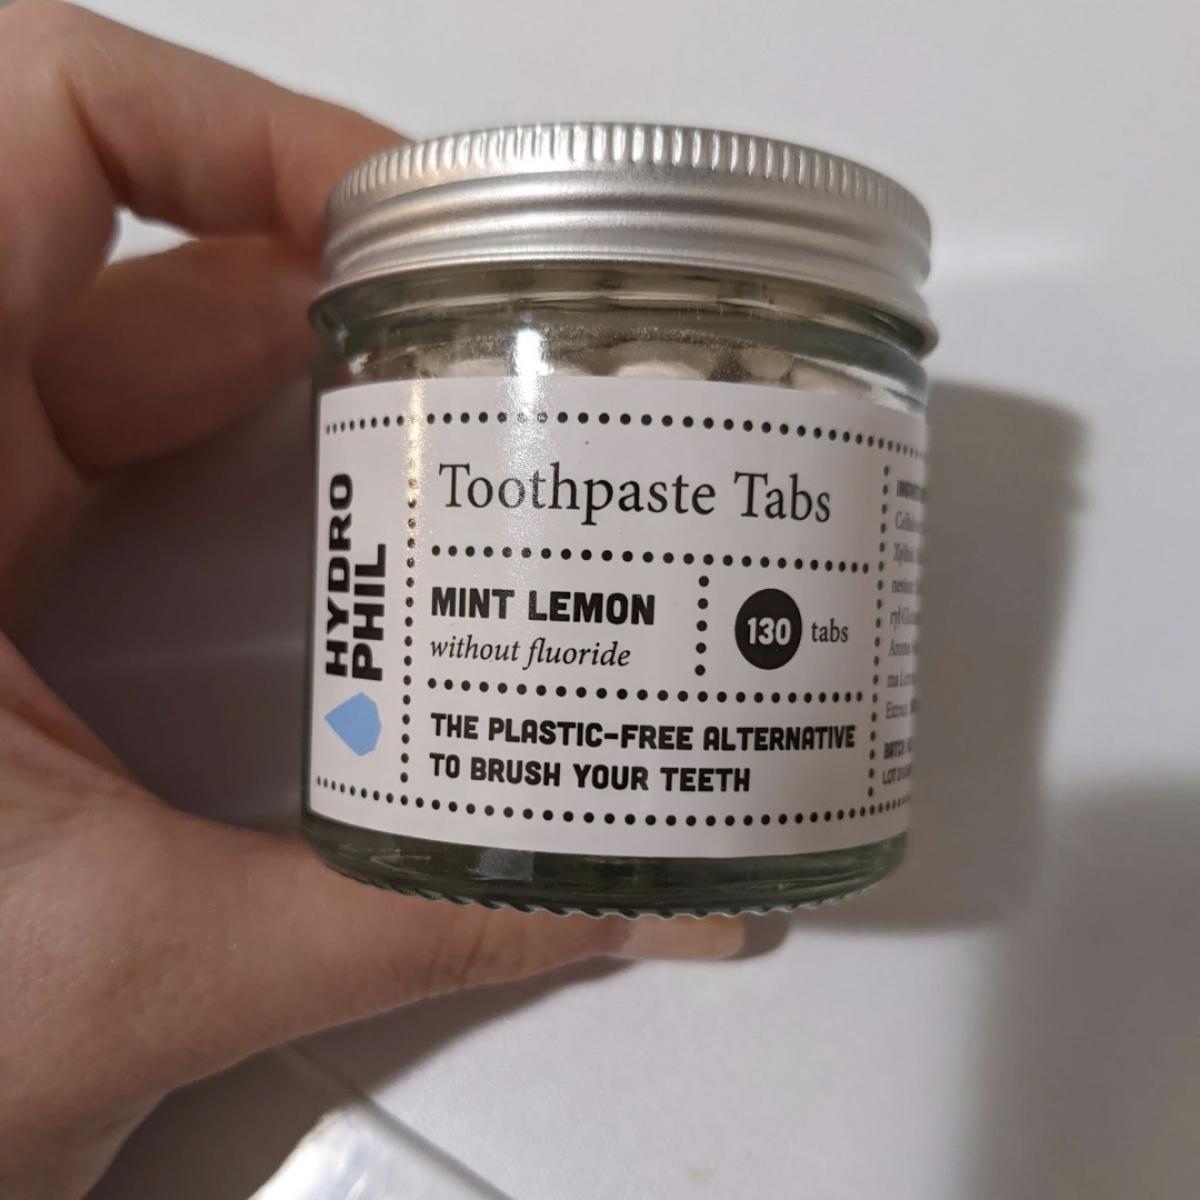 HYDRO
PHIL
Toothpaste Tabs
MINT LEMON
without fluoride
130 tabs
THE PLASTIC-FREE ALTERNATIVE
TO BRUSH YOUR TEETH